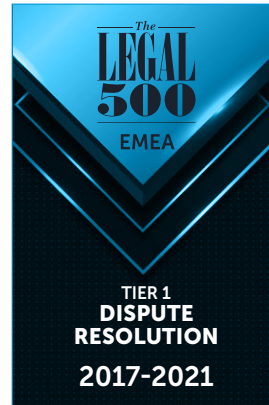 The
LEGAL
500
EMEA
TIER 1
DISPUTE
RESOLUTION
2017-2021